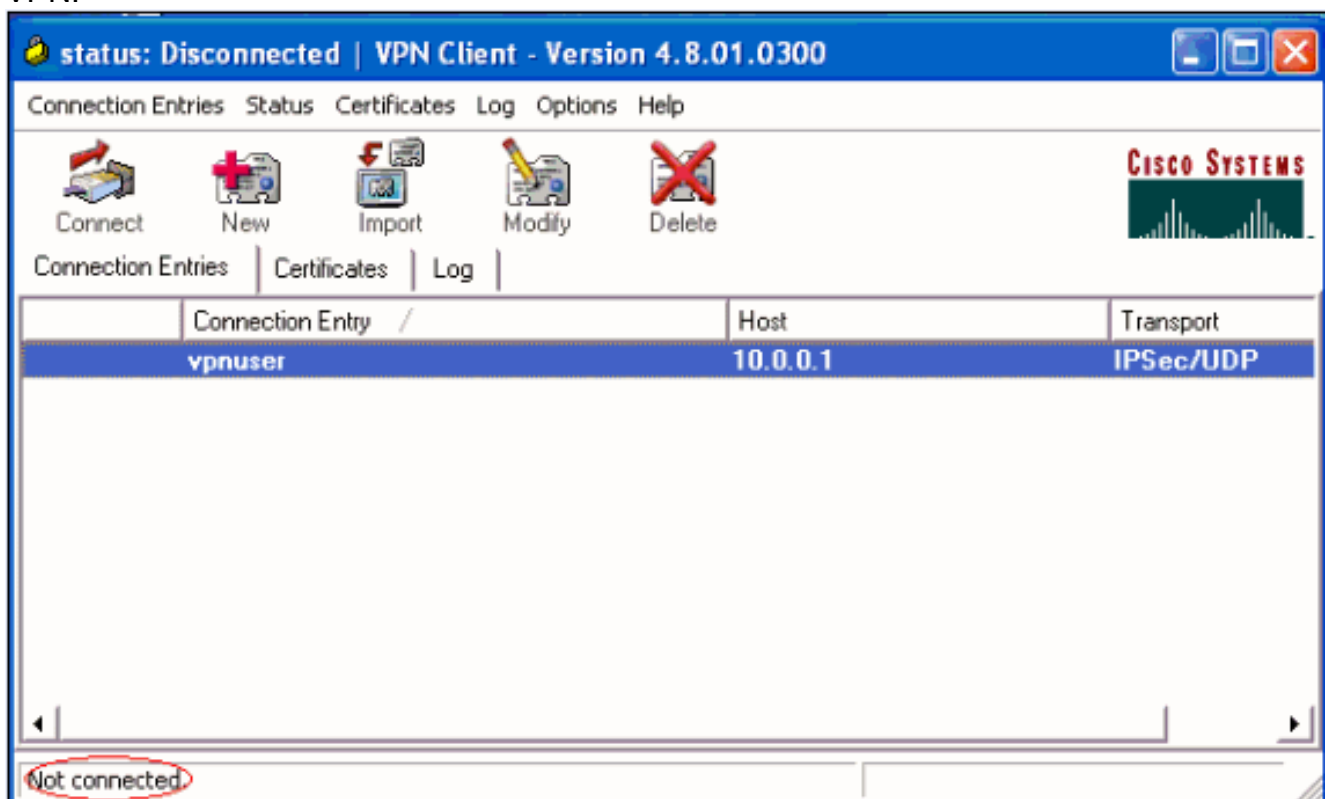 status: Disconnected | VPN Client - Version 4.8.01.0300
Connection Entries Status Certificates Log Options Help
Connect New Import Modify Delete
CISCO SYSTEMS
Connection Entries Certificates Log
Connection Entry Host Transport
vpnuser 10.0.0.1 IPSec/UDP
Not connected.